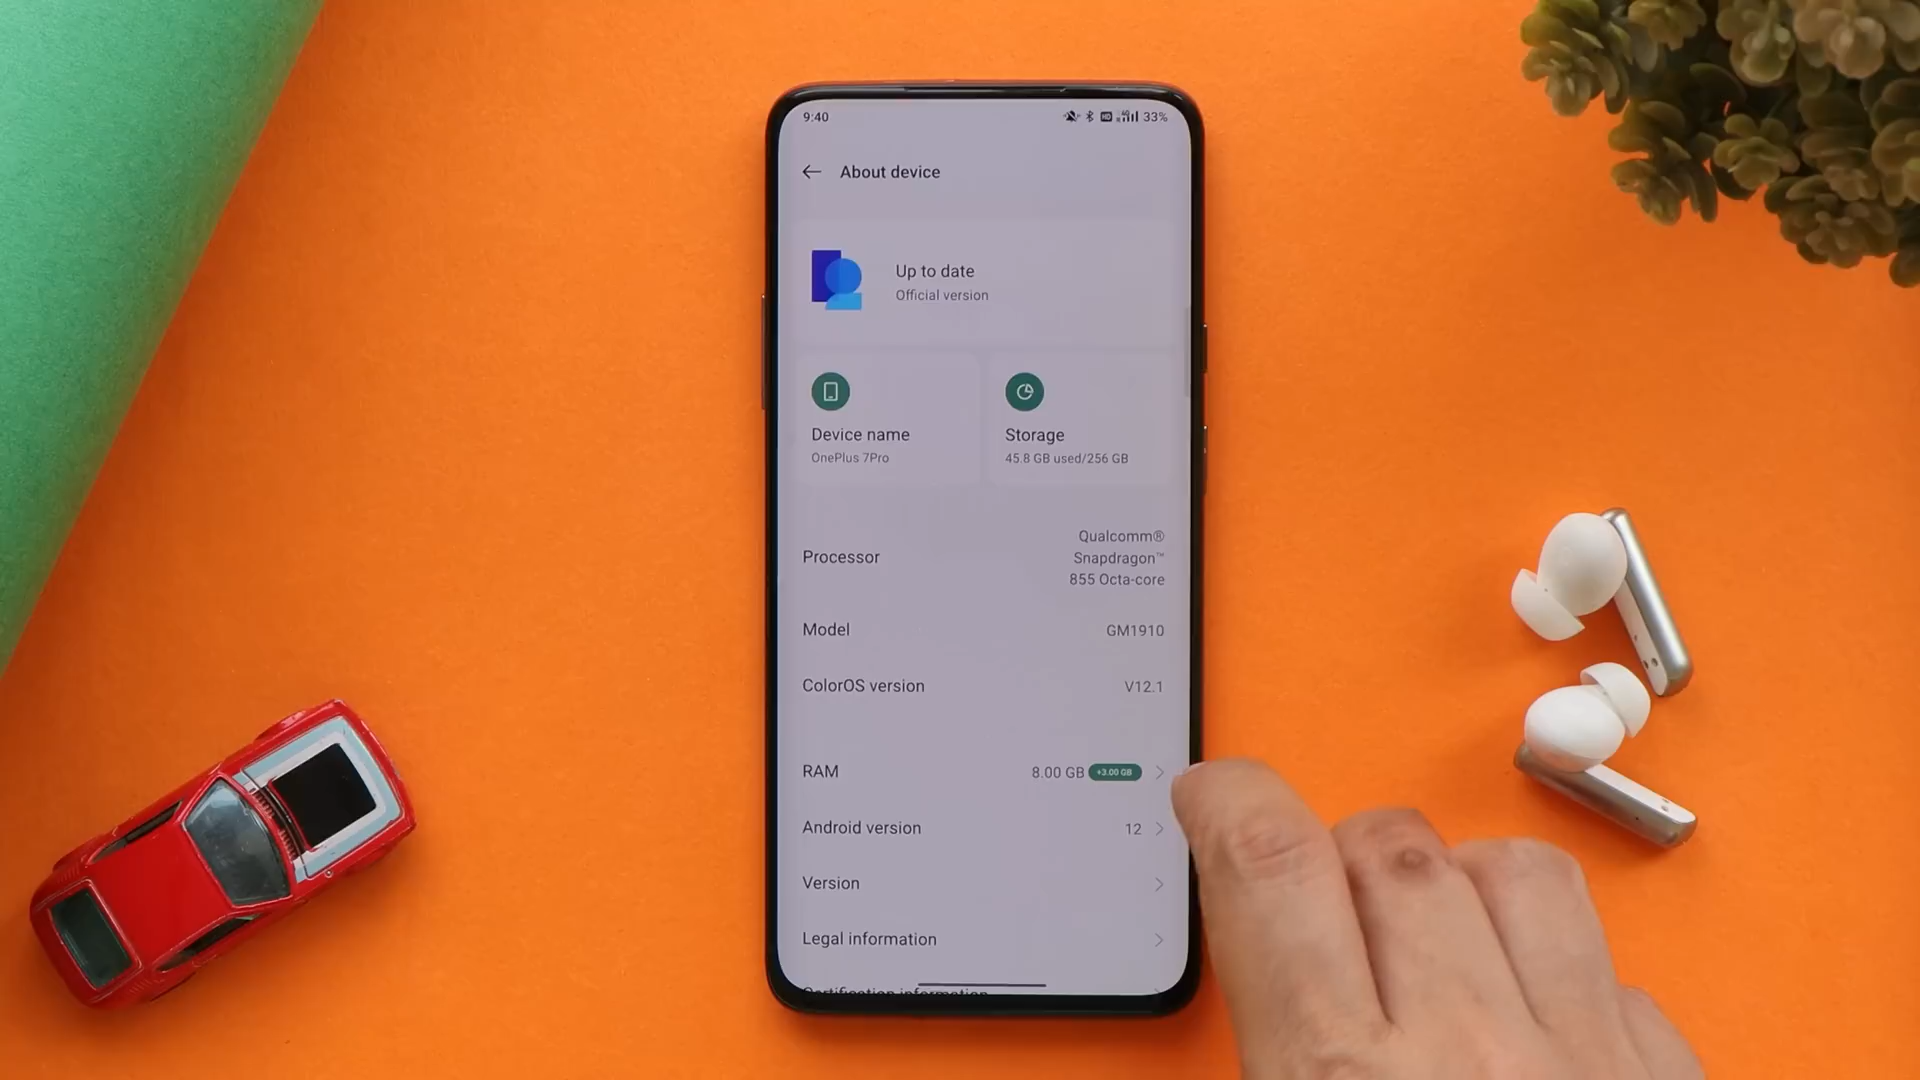 9:40
33%
About device
Up to date
Official version
Device name
OnePlus 7Pro
Storage
45.8 GB used/256 GB
Processor
Qualcomm®
Snapdragon™
855 Octa-core
Model
GM1910
ColorOS version
V12.1
RAM
8.00 GB +3.00 GB
Android version
12
Version
Legal information
Certification information